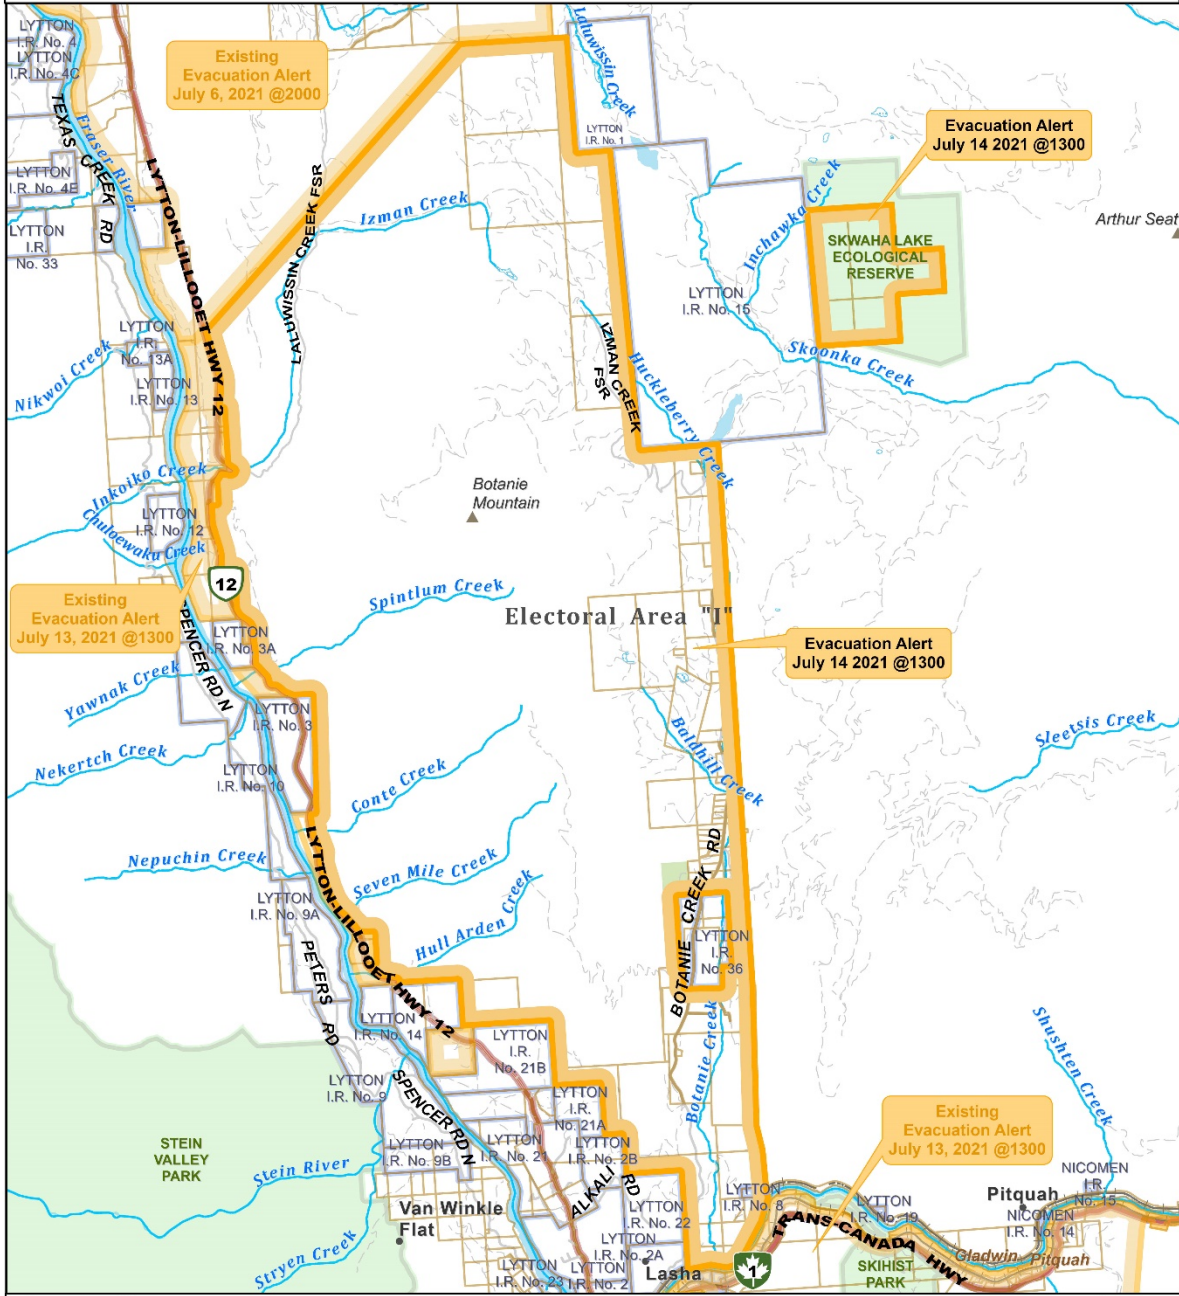 LYTTON
I.R. No. 4
LYTTON
I.R. No. 4C
TEXAS CREEK RD
Fraser River
LYTTON
I.R. No. 4E
LYTTON
I.R.
No. 33
LYTTON-LILLOOET HWY 12
Existing
Evacuation Alert
July 6, 2021 @2000
Laluwissin Creek
LYTTON
I.R. No. 1
Evacuation Alert
July 14 2021 @1300
Izman Creek
LALUWISSIN CREEK FSR
Inchawka Creek
Arthur Seat
SKWAHA LAKE
ECOLOGICAL
RESERVE
LYTTON
I.R. No. 15
Skoonka Creek
IZMAN CREEK
FSR
Huckleberry Creek
LYTTON
I.R.
No. 13A
Nikwoi Creek
LYTTON
I.R. No. 13
Inkoiko Creek
LYTTON
I.R. No. 12
Chuloewaku Creek
Botanie
Mountain
12
Existing
Evacuation Alert
July 13, 2021 @1300
SPENCER RD N
Spintlum Creek
Electoral Area "I"
LYTTON
I.R. No. 3A
Evacuation Alert
July 14 2021 @1300
Yawnak Creek
LYTTON
I.R. No. 3
Nekertch Creek
LYTTON
I.R. No. 10
Baldhill Creek
Sleetsis Creek
Conte Creek
LYTTON-LILLOOET HWY 12
Nepuchin Creek
Seven Mile Creek
LYTTON
I.R. No. 9A
Hull Arden Creek
BOTANIE CREEK RD
LYTTON
I.R.
No. 36
PETERS RD
LYTTON
I.R. No. 14
LYTTON
I.R.
No. 21B
Botanie Creek
Shushten Creek
LYTTON
I.R. No. 9
SPENCER RD N
LYTTON
I.R.
No. 21A
Existing
Evacuation Alert
July 13, 2021 @1300
STEIN
VALLEY
PARK
Stein River
LYTTON
I.R. No. 9B
LYTTON
I.R. No. 21
LYTTON
I.R. No. 2B
ALKALI RD
NICOMEN
I.R.
No. 15
Pitquah
Van Winkle
Flat
LYTTON
I.R. No. 22
LYTTON
I.R. No. 8
LYTTON
I.R. No. 19
NICOMEN
I.R. No. 14
TRANS-CANADA HWY
Gladwin
Pitquah
Stryen Creek
LYTTON
I.R. No. 2A
LYTTON
I.R. No. 23
LYTTON
I.R. No. 2
Lasha
1
SKIHIST
PARK